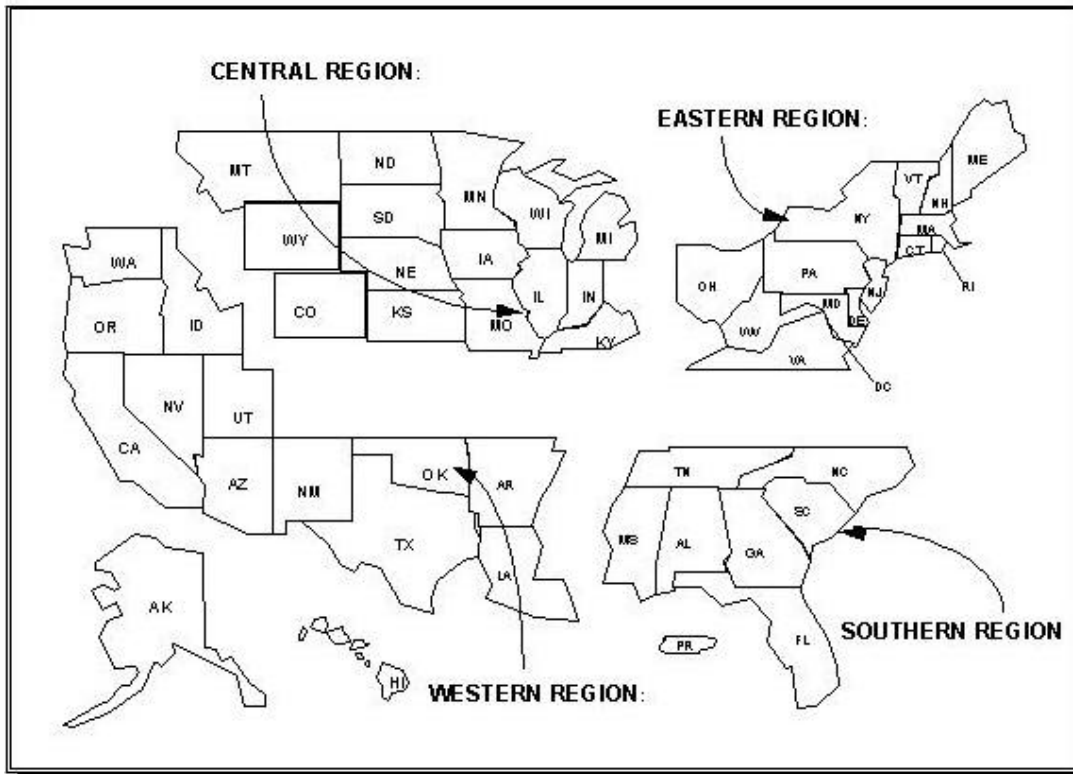 CENTRAL REGION:
EASTERN REGION:
ME
MT
ND
VT
MN
NH
SD
WI
NY
MA
WY
MI
CT
WA
IA
NE
PA
OH
RI
NJ
IL
IN
MD
CO
KS
OR
ID
MO
DE
WV
KY
VA
DC
NV
UT
CA
OK
TN
NC
AZ
NM
AR
SC
MS
AL
GA
TX
LA
AK
SOUTHERN REGION
PR
FL
HI
WESTERN REGION: